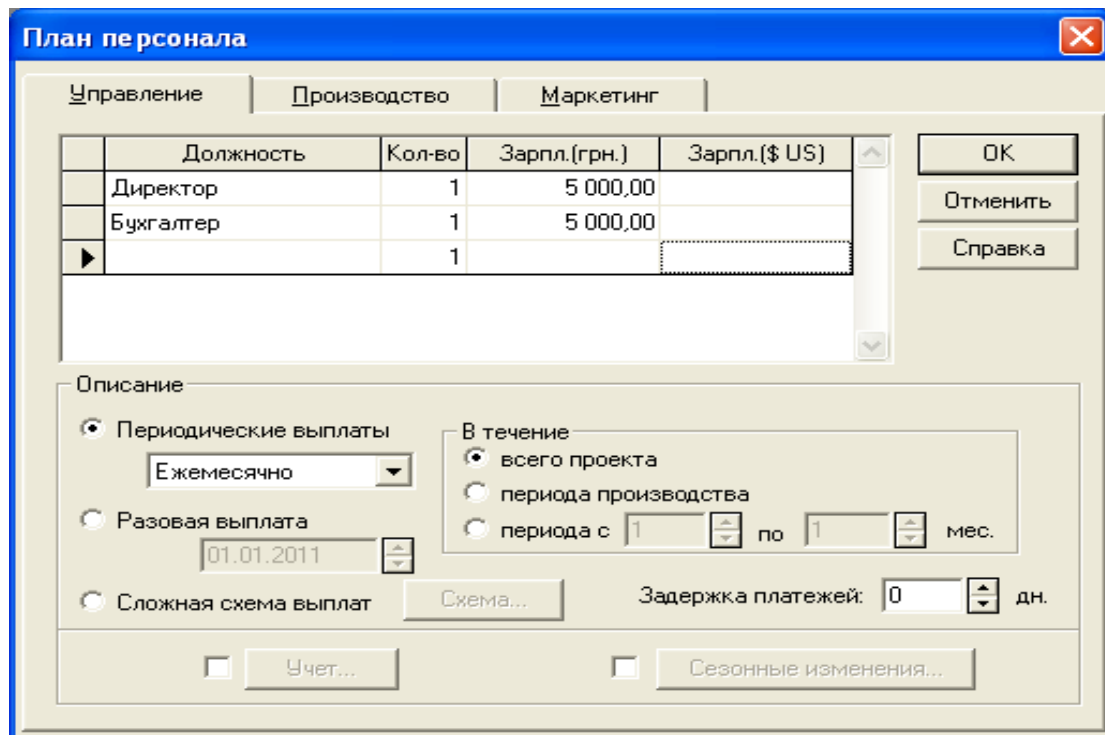 План персонала
Управление Производство Маркетинг
Должность Кол-во Зарпл.(грн.) Зарпл.($ US)
Директор 1 5 000,00
Бухгалтер 1 5 000,00
1
OK
Отменить
Справка
Описание
Периодические выплаты
Ежемесячно
Разовая выплата
01.01.2011
Сложная схема выплат Схема...
В течение
всего проекта
периода производства
периода с 1 по 1 мес.
Задержка платежей: 0 дн.
Учет... Сезонные изменения...